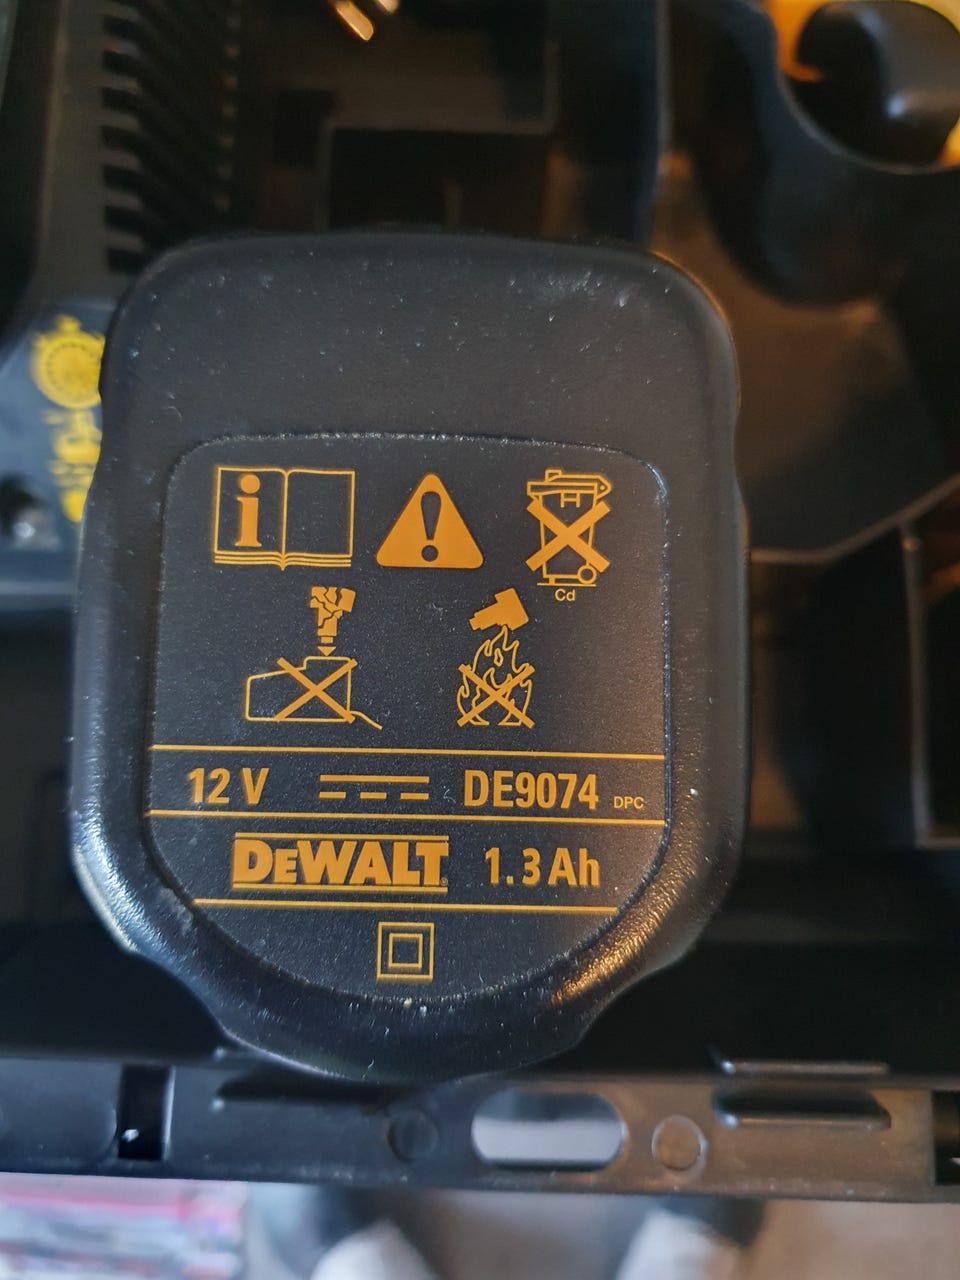 i
!
Cd
12 V DE9074 DPC
DEWALT 1.3 Ah